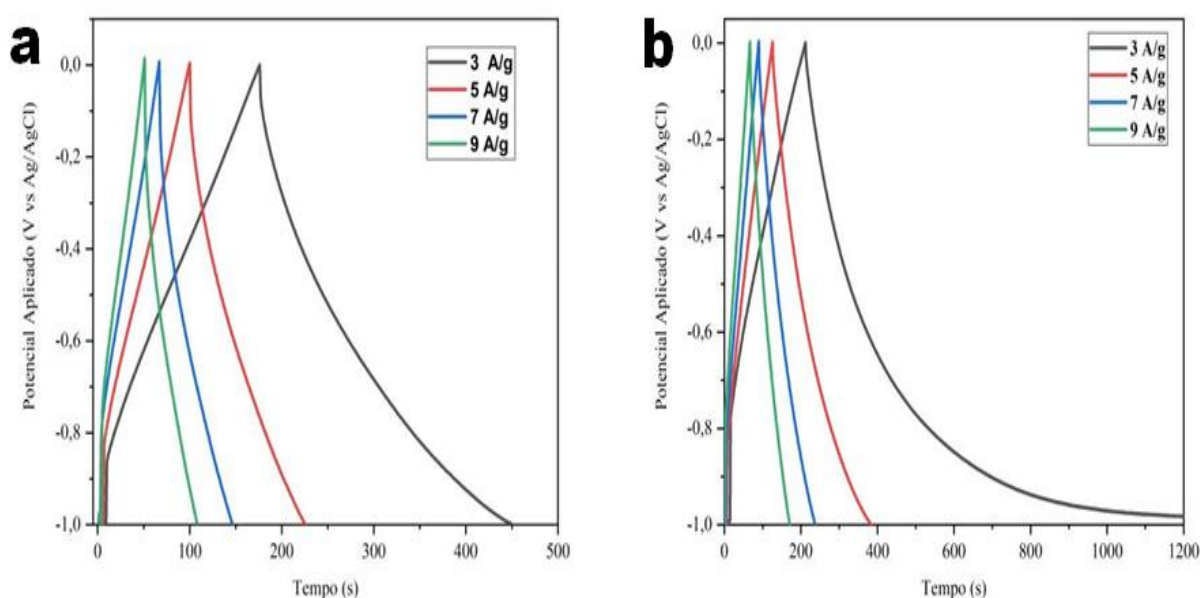 a
Potencial Aplicado (V vs Ag/AgCl)
0,0
-0,2
-0,4
-0,6
-0,8
-1,0
3 A/g
5 A/g
7 A/g
9 A/g
0 100 200 300 400 500
Tempo (s)
b
Potencial Aplicado (V vs Ag/AgCl)
0,0
-0,2
-0,4
-0,6
-0,8
-1,0
3 A/g
5 A/g
7 A/g
9 A/g
0 200 400 600 800 1000 1200
Tempo (s)